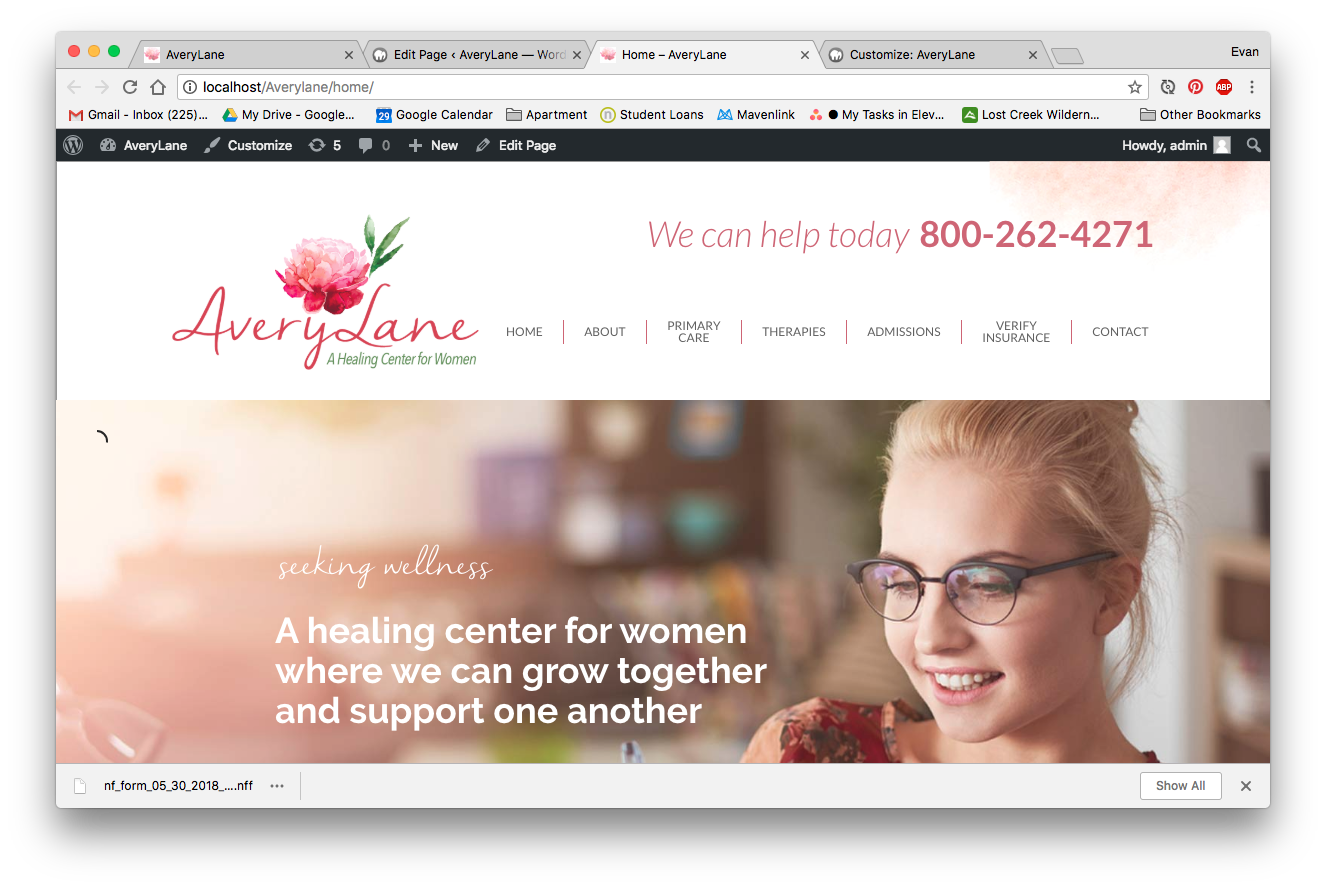 AveryLane
Edit Page ‹ AveryLane — Word
Home – AveryLane
Customize: AveryLane
Evan
localhost/Averylane/home/
ABP
Gmail - Inbox (225)...
My Drive - Google...
29
Google Calendar
Apartment
n
Student Loans
Mavenlink
● My Tasks in Elev...
Lost Creek Wildern...
Other Bookmarks
AveryLane
Customize
5
0
New
Edit Page
Howdy, admin
We can help today 800-262-4271
AveryLane
A Healing Center for Women
HOME
ABOUT
PRIMARY
CARE
THERAPIES
ADMISSIONS
VERIFY
INSURANCE
CONTACT
seeking wellness
A healing center for women
where we can grow together
and support one another
nf_form_05_30_2018_....nff
Show All